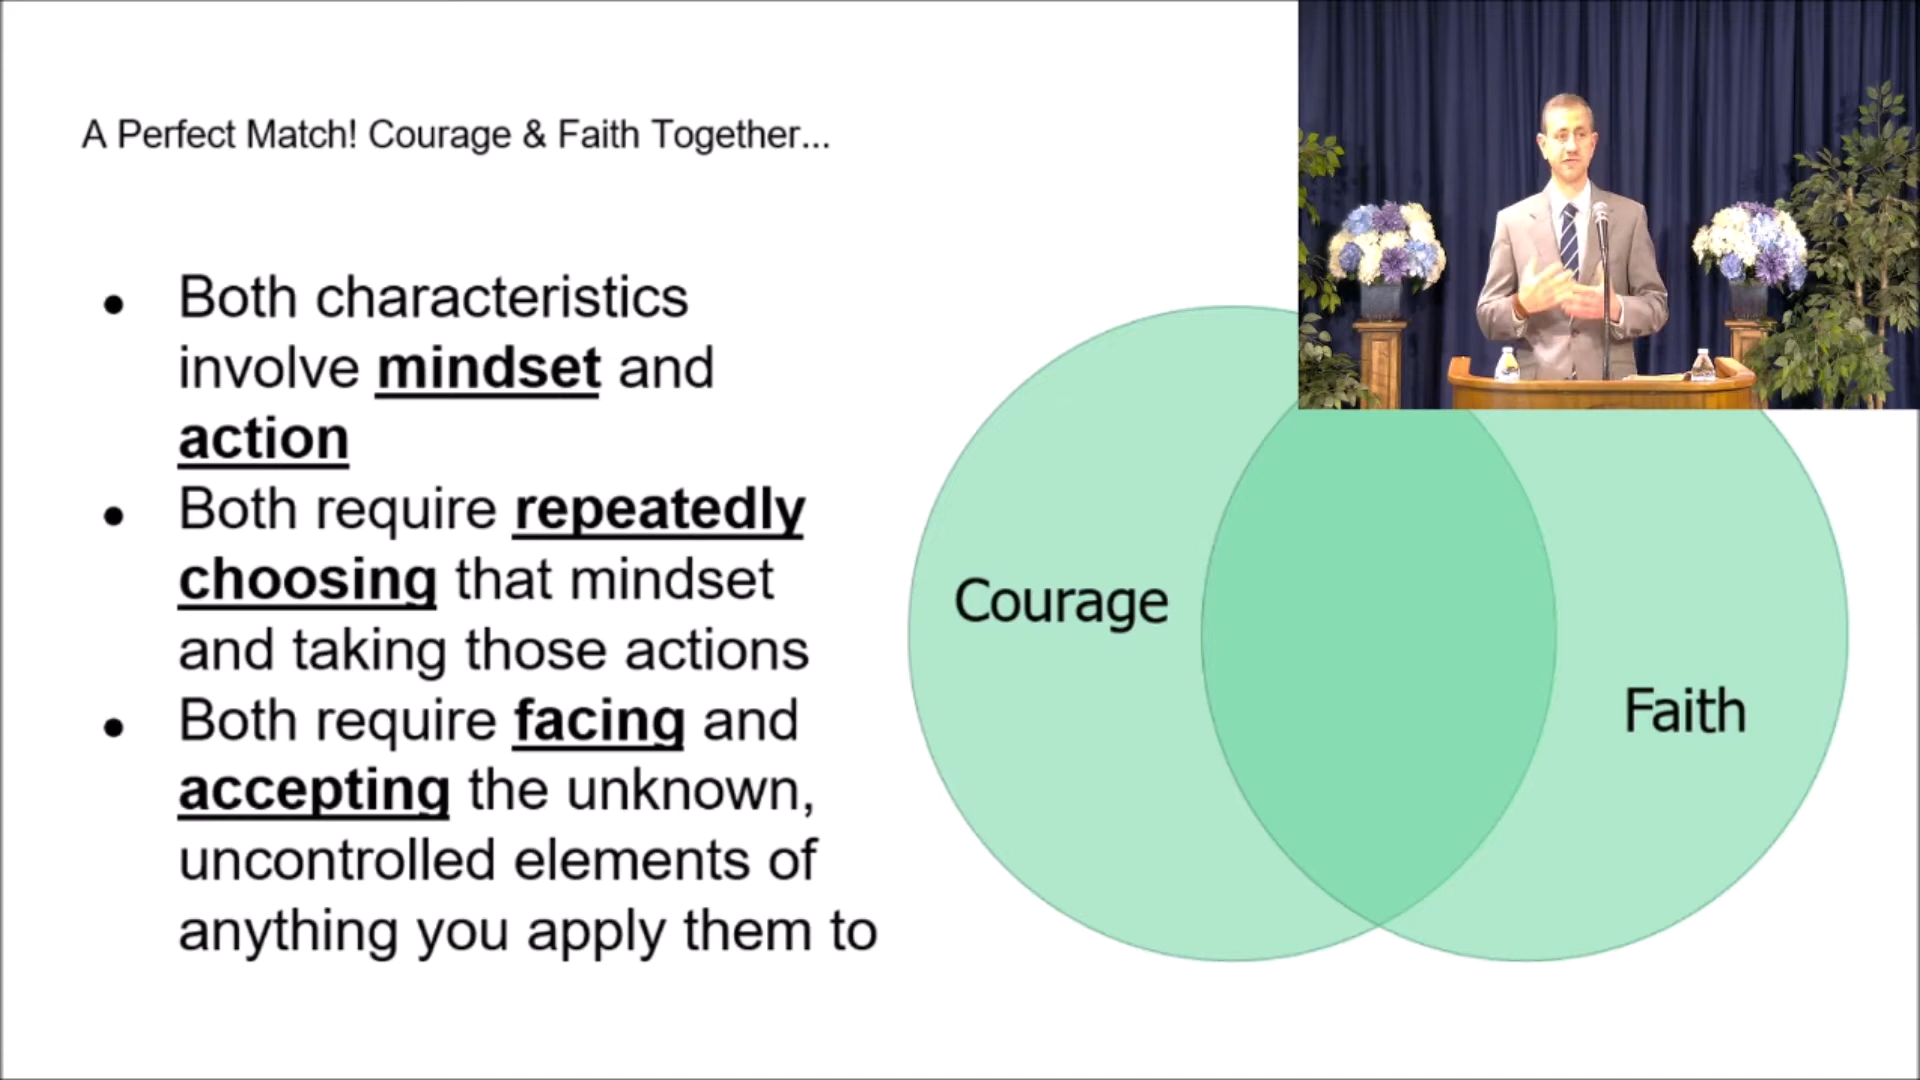 A Perfect Match! Courage & Faith Together...
● Both characteristics
involve mindset and
action
● Both require repeatedly
choosing that mindset
and taking those actions
● Both require facing and
accepting the unknown,
uncontrolled elements of
anything you apply them to
Courage
Faith